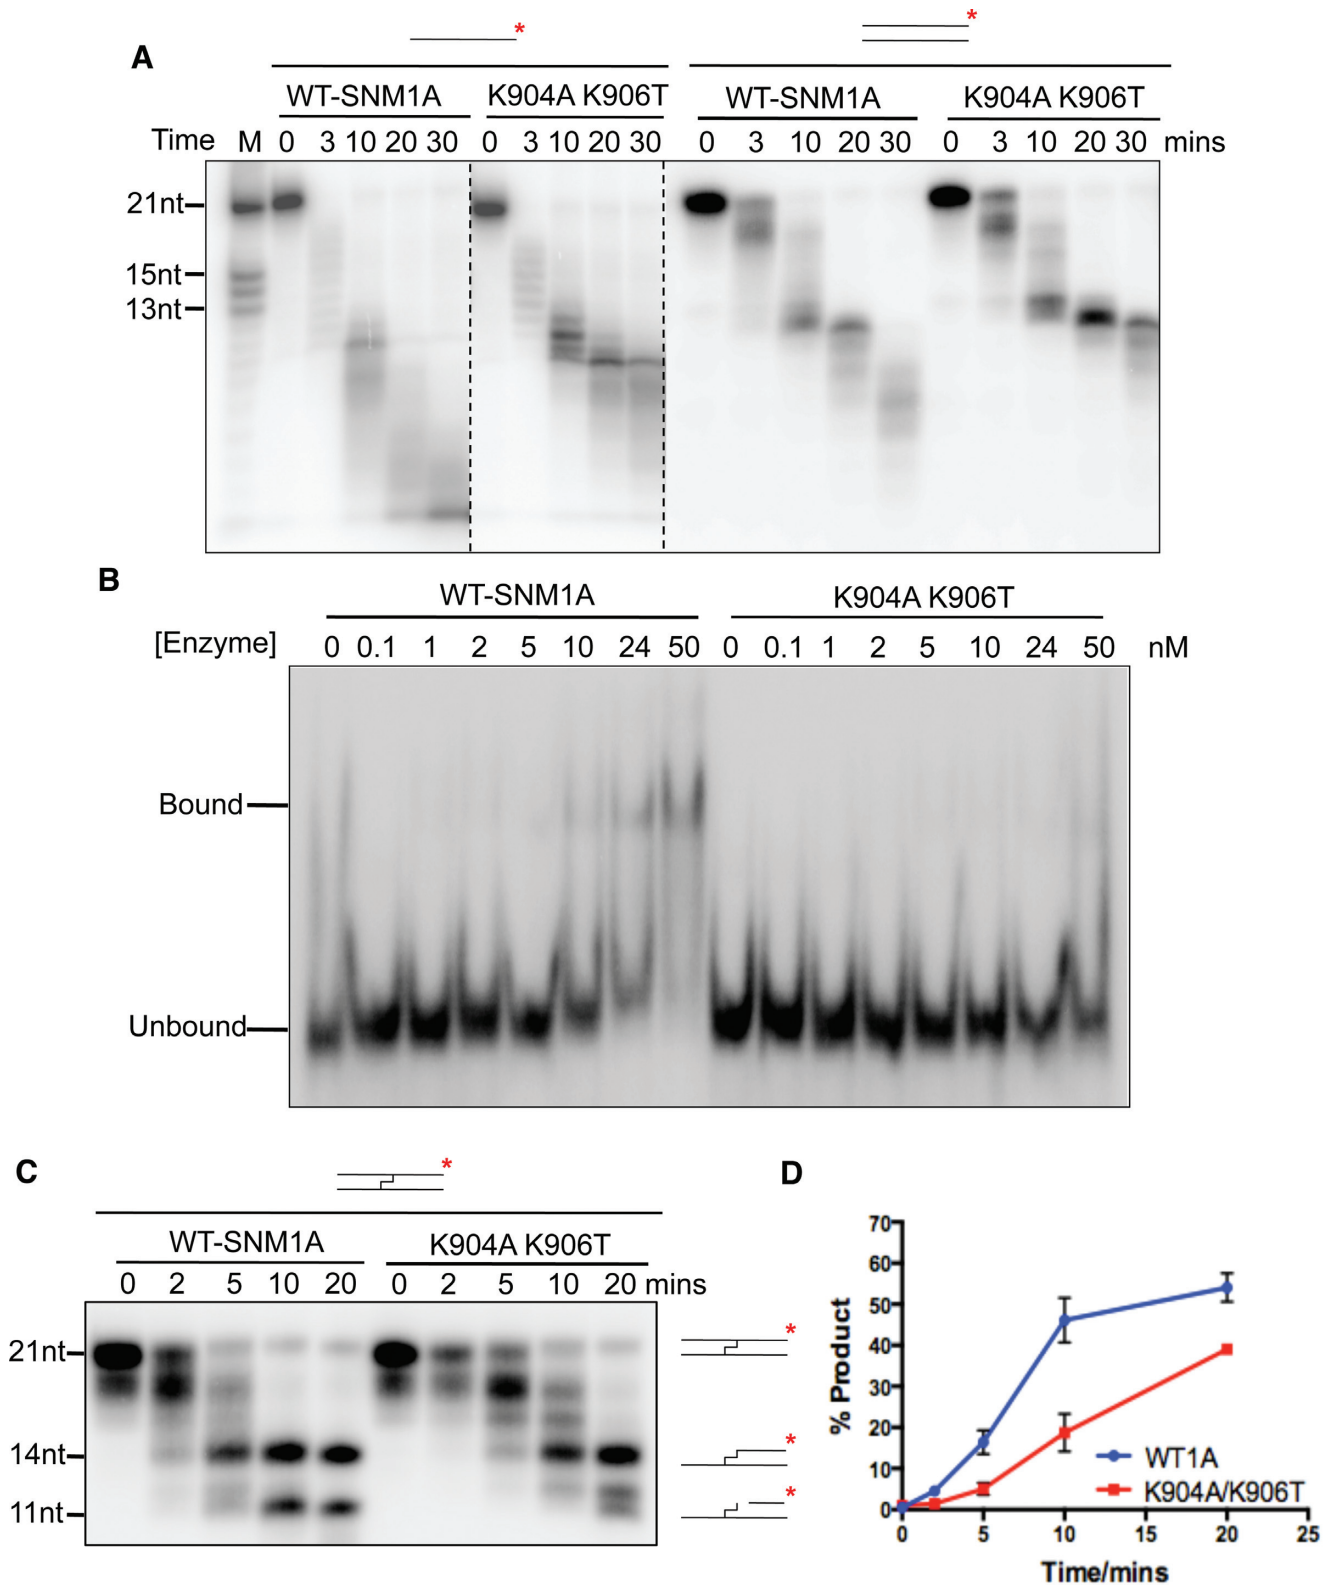 A
*
*
WT-SNM1A K904A K906T WT-SNM1A K904A K906T
Time M 0 3 10 20 30 0 3 10 20 30 0 3 10 20 30 0 3 10 20 30 mins
21nt
15nt
13nt
B
WT-SNM1A K904A K906T
[Enzyme] 0 0.1 1 2 5 10 24 50 0 0.1 1 2 5 10 24 50 nM
Bound
Unbound
C
*
WT-SNM1A K904A K906T
0 2 5 10 20 0 2 5 10 20 mins
21nt
14nt
11nt
*
*
*
D
% Product
70
60
50
40
30
20
10
0
0 5 10 15 20 25
Time/mins
WT1A
K904A/K906T